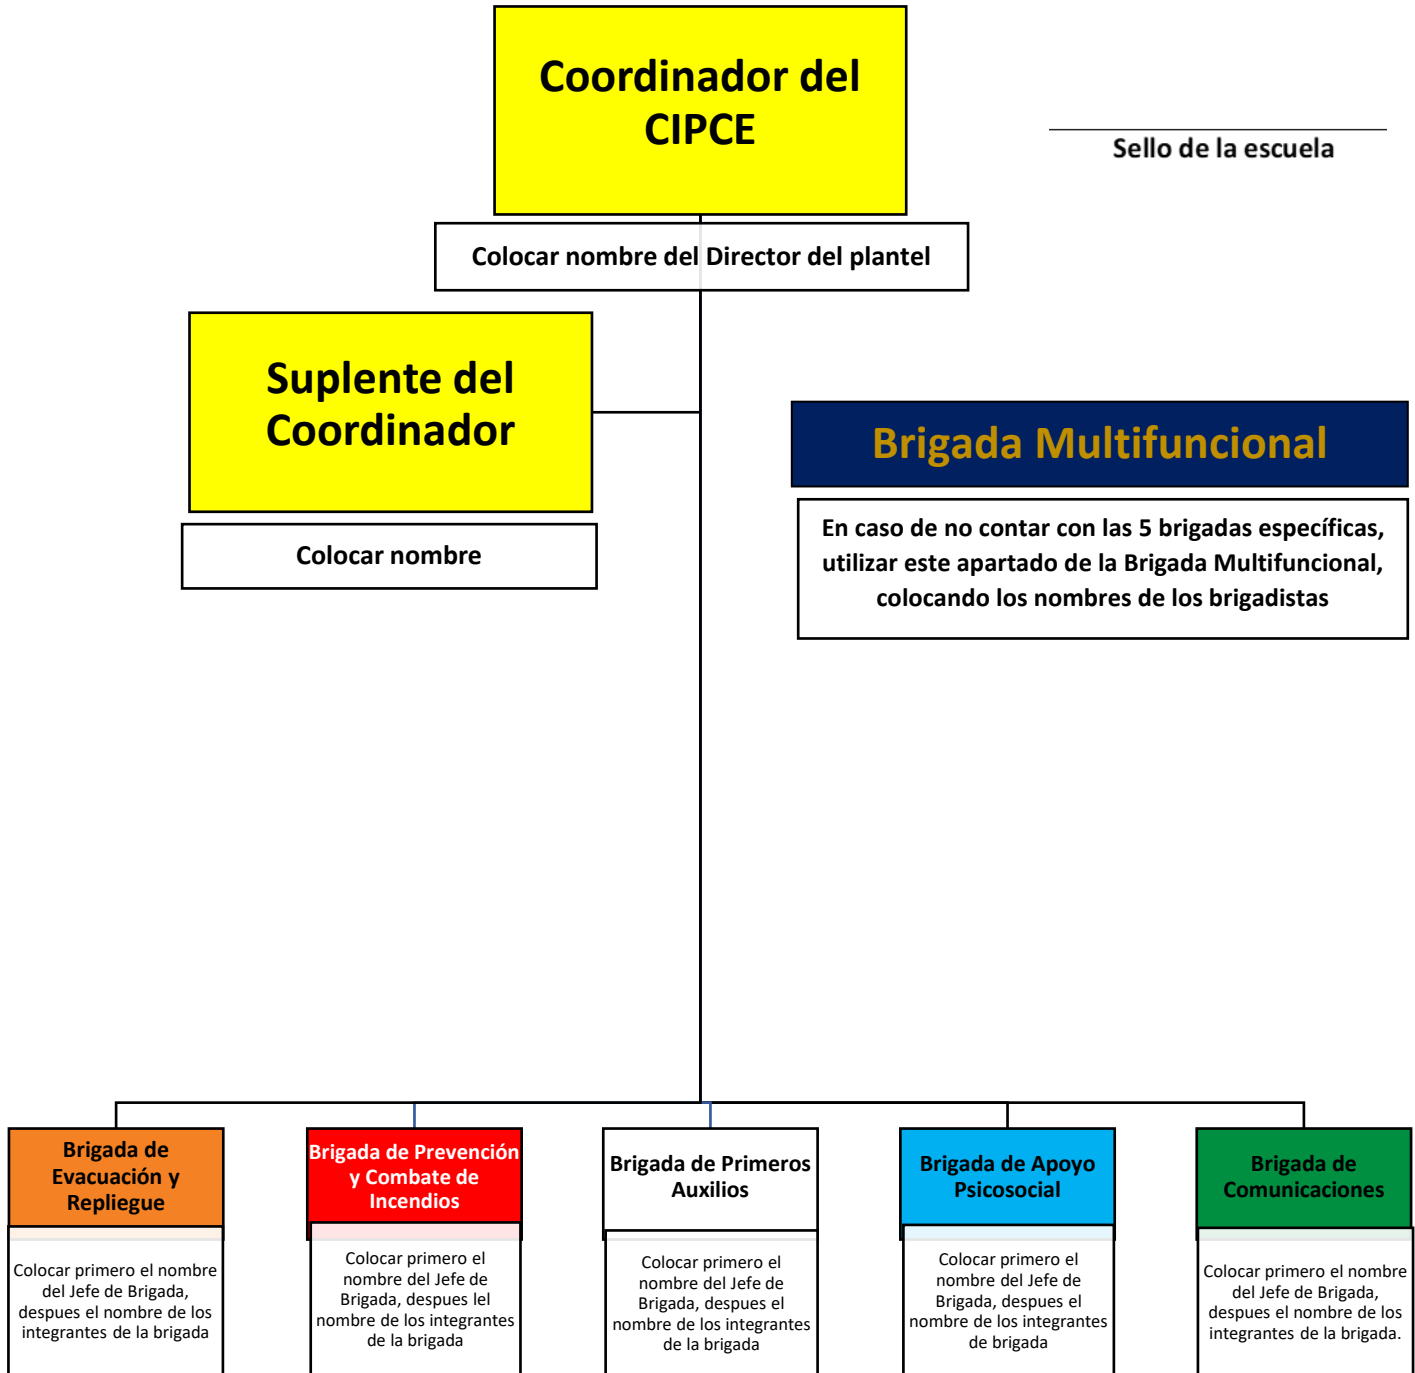 Coordinador del
CIPCE
Sello de la escuela
Colocar nombre del Director del plantel
Suplente del
Coordinador
Colocar nombre
Brigada Multifuncional
En caso de no contar con las 5 brigadas específicas,
utilizar este apartado de la Brigada Multifuncional,
colocando los nombres de los brigadistas
Brigada de
Evacuación y
Repliegue
Colocar primero el nombre
del Jefe de Brigada,
despues el nombre de los
integrantes de la brigada
Brigada de Prevención
y Combate de
Incendios
Colocar primero el
nombre del Jefe de
Brigada, despues lel
nombre de los integrantes
de la brigada
Brigada de Primeros
Auxilios
Colocar primero el
nombre del Jefe de
Brigada, despues el
nombre de los integrantes
de la brigada
Brigada de Apoyo
Psicosocial
Colocar primero el
nombre del Jefe de
Brigada, despues el
nombre de los integrantes
de brigada
Brigada de
Comunicaciones
Colocar primero el nombre
del Jefe de Brigada,
despues el nombre de los
integrantes de la brigada.